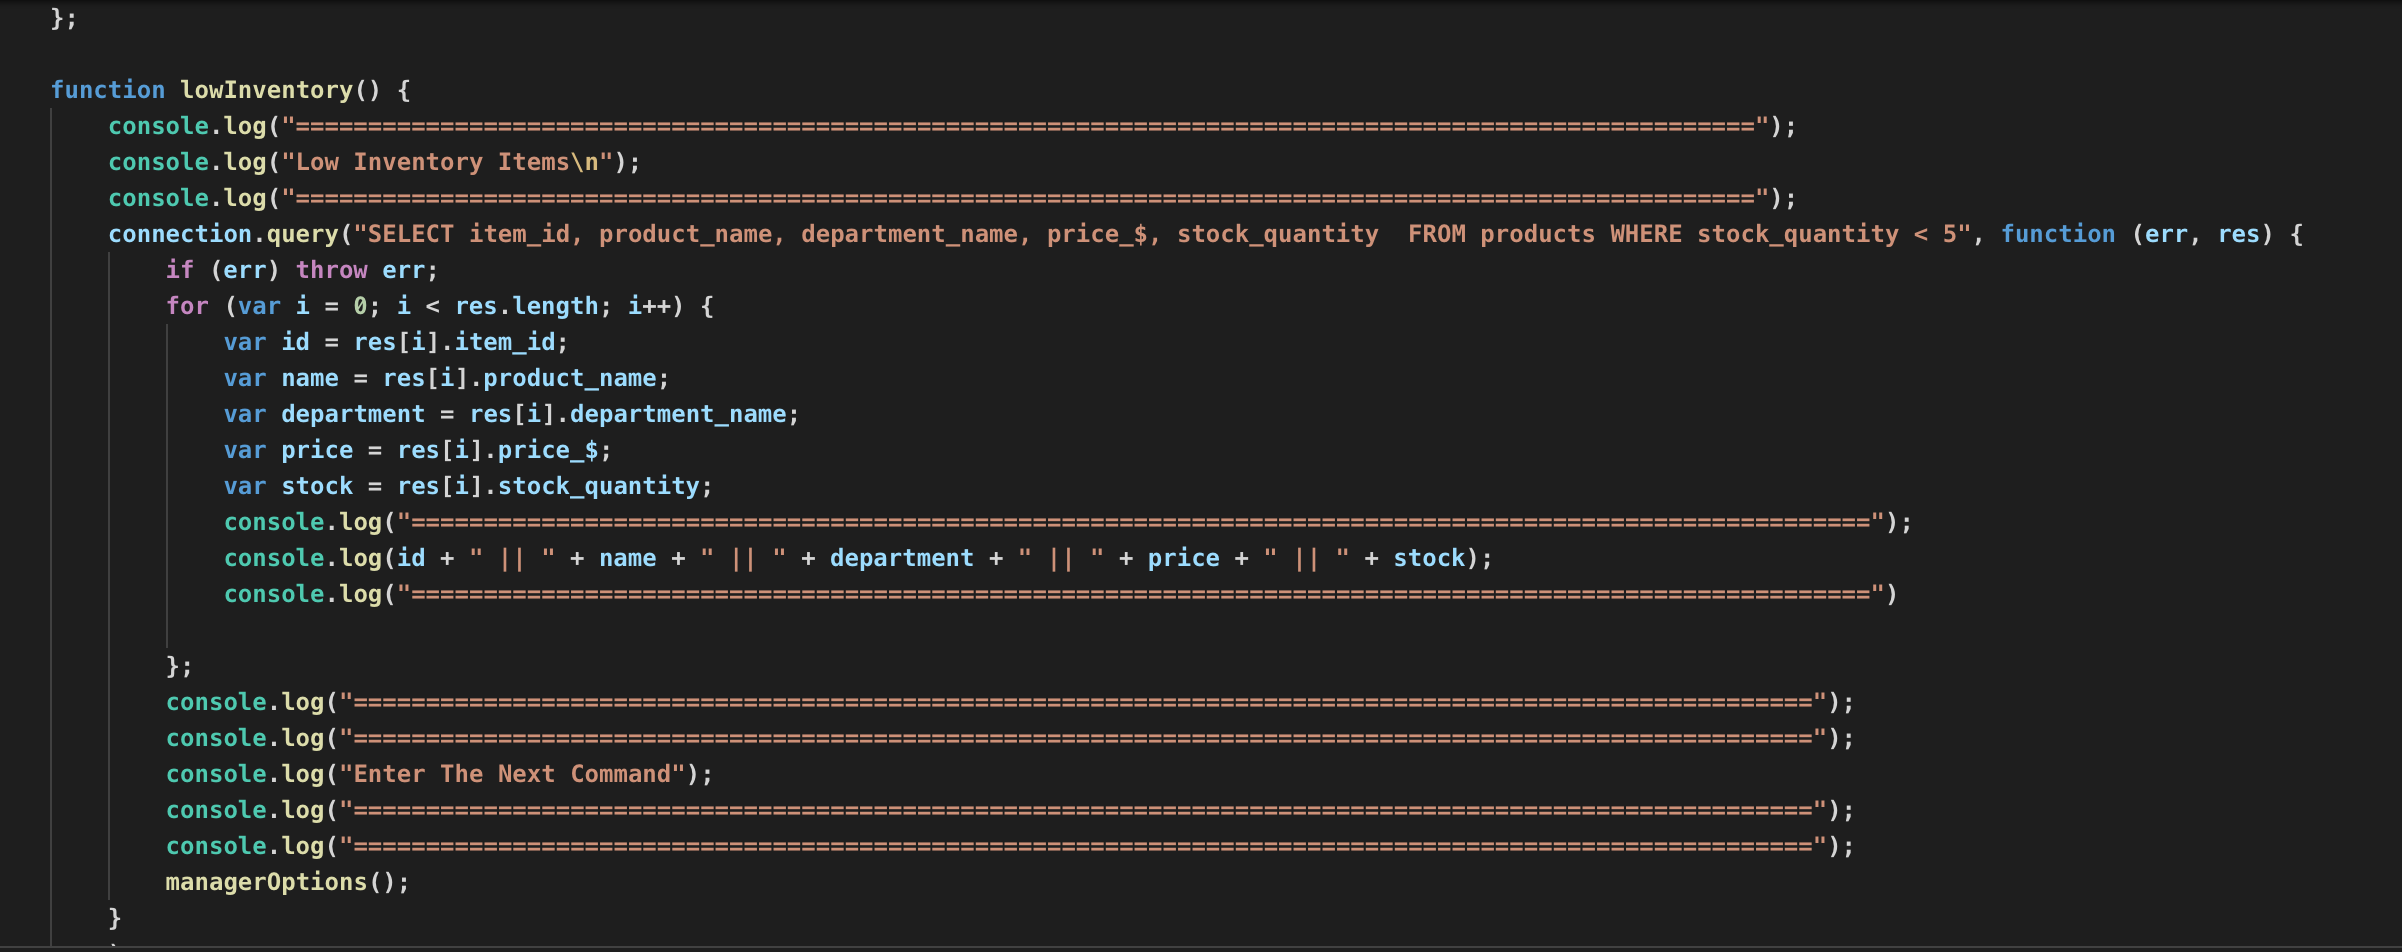 };
function lowInventory() {
console.log("=====================================================================================================");
console.log("Low Inventory Items\n");
console.log("=====================================================================================================");
connection.query("SELECT item_id, product_name, department_name, price_$, stock_quantity  FROM products WHERE stock_quantity < 5", function (err, res) {
if (err) throw err;
for (var i = 0; i < res.length; i++) {
var id = res[i].item_id;
var name = res[i].product_name;
var department = res[i].department_name;
var price = res[i].price_$;
var stock = res[i].stock_quantity;
console.log("=====================================================================================================");
console.log(id + " || " + name + " || " + department + " || " + price + " || " + stock);
console.log("=====================================================================================================")
};
console.log("=====================================================================================================");
console.log("=====================================================================================================");
console.log("Enter The Next Command");
console.log("=====================================================================================================");
console.log("=====================================================================================================");
managerOptions();
}